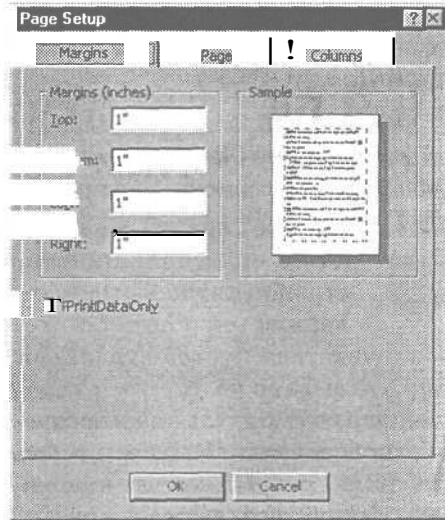 Page Setup
Margins Page ! Columns
Margins (inches) Sample
Top: 1"
m: 1"
1"
Right: 1"
PrintDataOnly
OK Cancel